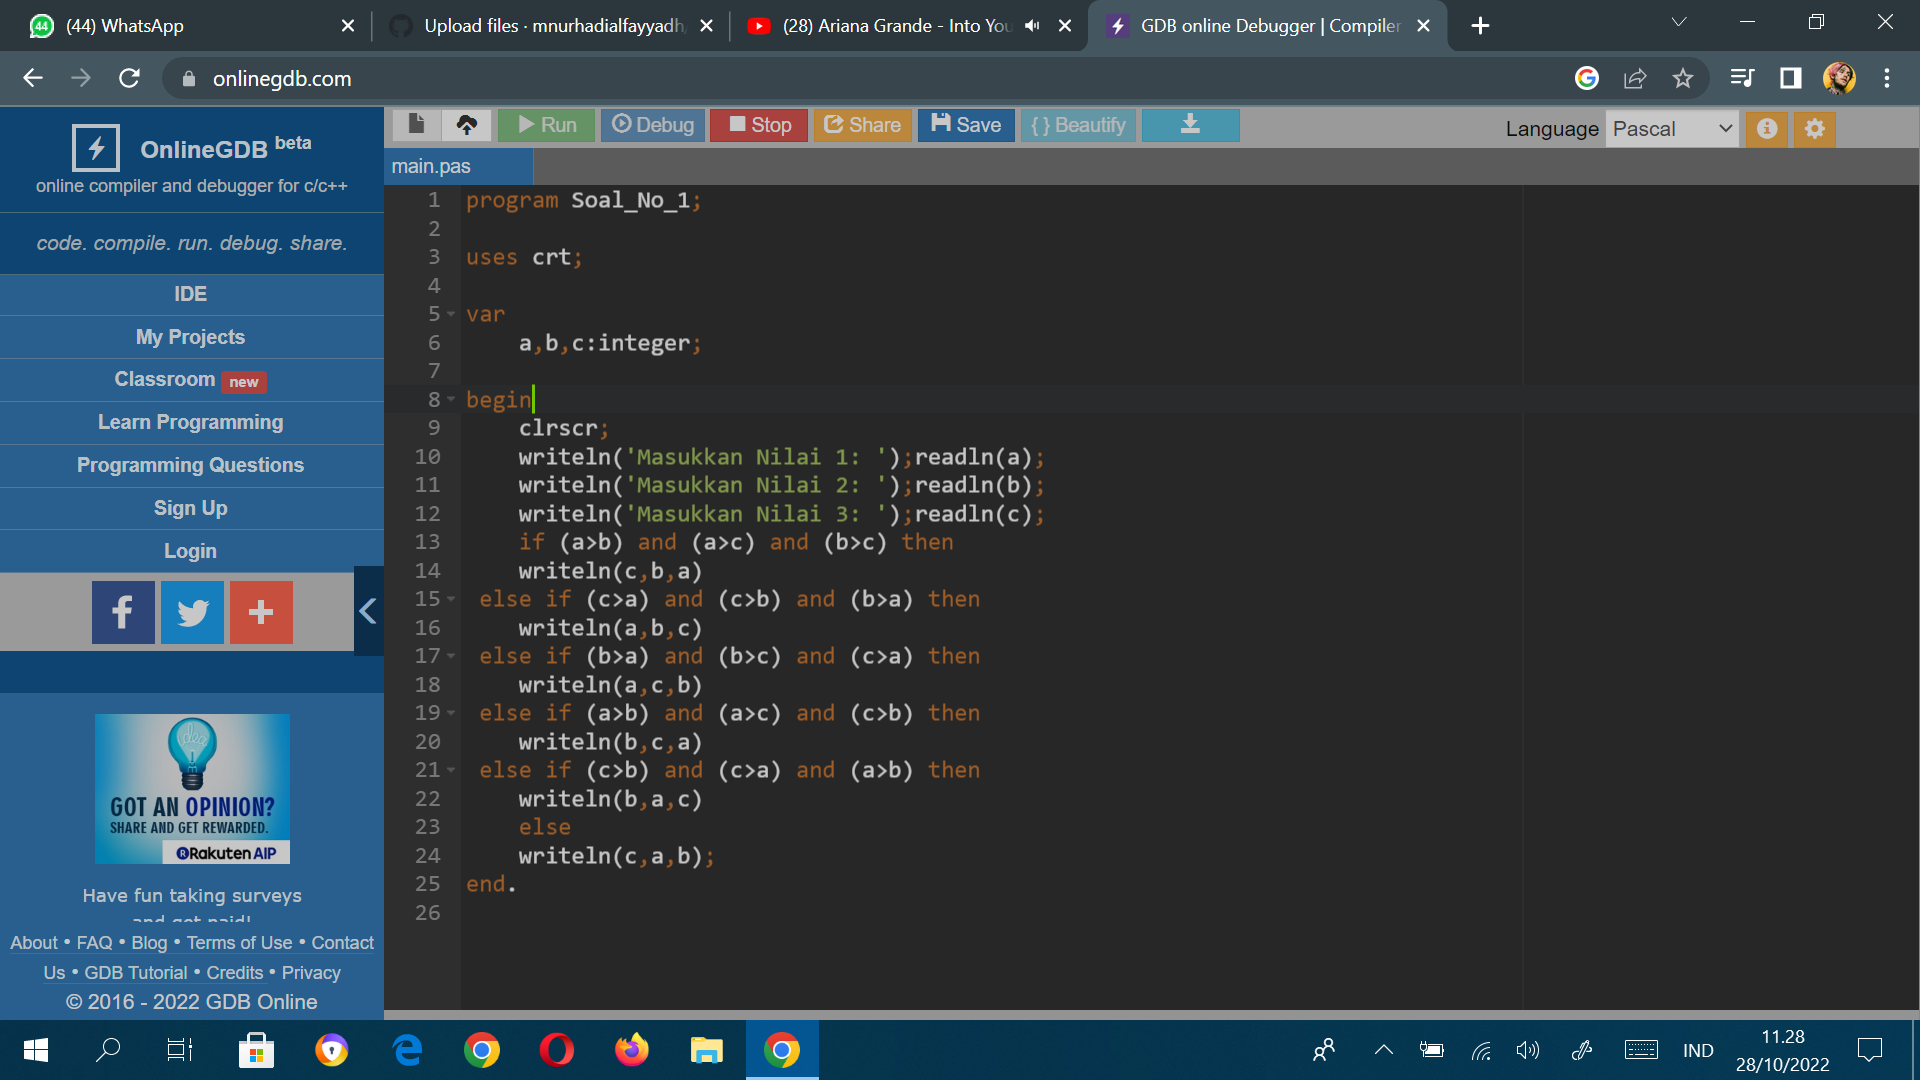 44 (44) WhatsApp
Upload files · mnurhadialfayyadh
(28) Ariana Grande - Into You
GDB online Debugger | Compiler
onlinegdb.com
OnlineGDB beta
online compiler and debugger for c/c++
code. compile. run. debug. share.
IDE
My Projects
Classroom new
Learn Programming
Programming Questions
Sign Up
Login
idea
GOT AN OPINION?
SHARE AND GET REWARDED.
Rakuten AIP
Have fun taking surveys
and get paid!
About • FAQ • Blog • Terms of Use • Contact
Us • GDB Tutorial • Credits • Privacy
© 2016 - 2022 GDB Online
Run Debug Stop Share Save { } Beautify Language Pascal
main.pas
1 program Soal_No_1;
2
3 uses crt;
4
5 var
6 a,b,c:integer;
7
8 begin
9 clrscr;
10 writeln('Masukkan Nilai 1: ');readln(a);
11 writeln('Masukkan Nilai 2: ');readln(b);
12 writeln('Masukkan Nilai 3: ');readln(c);
13 if (a>b) and (a>c) and (b>c) then
14 writeln(c,b,a)
15 else if (c>a) and (c>b) and (b>a) then
16 writeln(a,b,c)
17 else if (b>a) and (b>c) and (c>a) then
18 writeln(a,c,b)
19 else if (a>b) and (a>c) and (c>b) then
20 writeln(b,c,a)
21 else if (c>b) and (c>a) and (a>b) then
22 writeln(b,a,c)
23 else
24 writeln(c,a,b);
25 end.
26
IND
11.28
28/10/2022